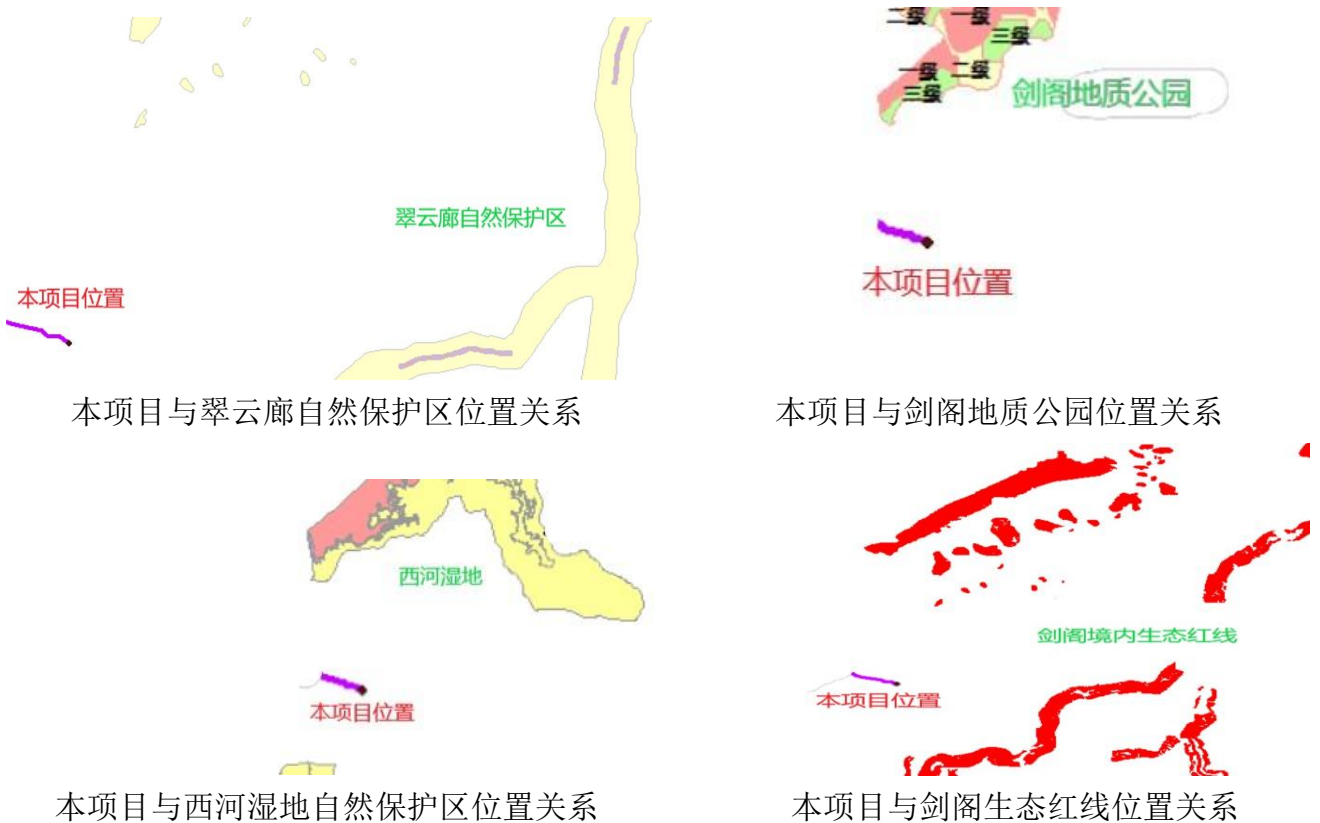 翠云廊自然保护区
本项目位置
本项目与翠云廊自然保护区位置关系
二级 一级
三级
一级 二级
三级
剑阁地质公园
本项目位置
本项目与剑阁地质公园位置关系
西河湿地
本项目位置
本项目与西河湿地自然保护区位置关系
剑阁境内生态红线
本项目位置
本项目与剑阁生态红线位置关系